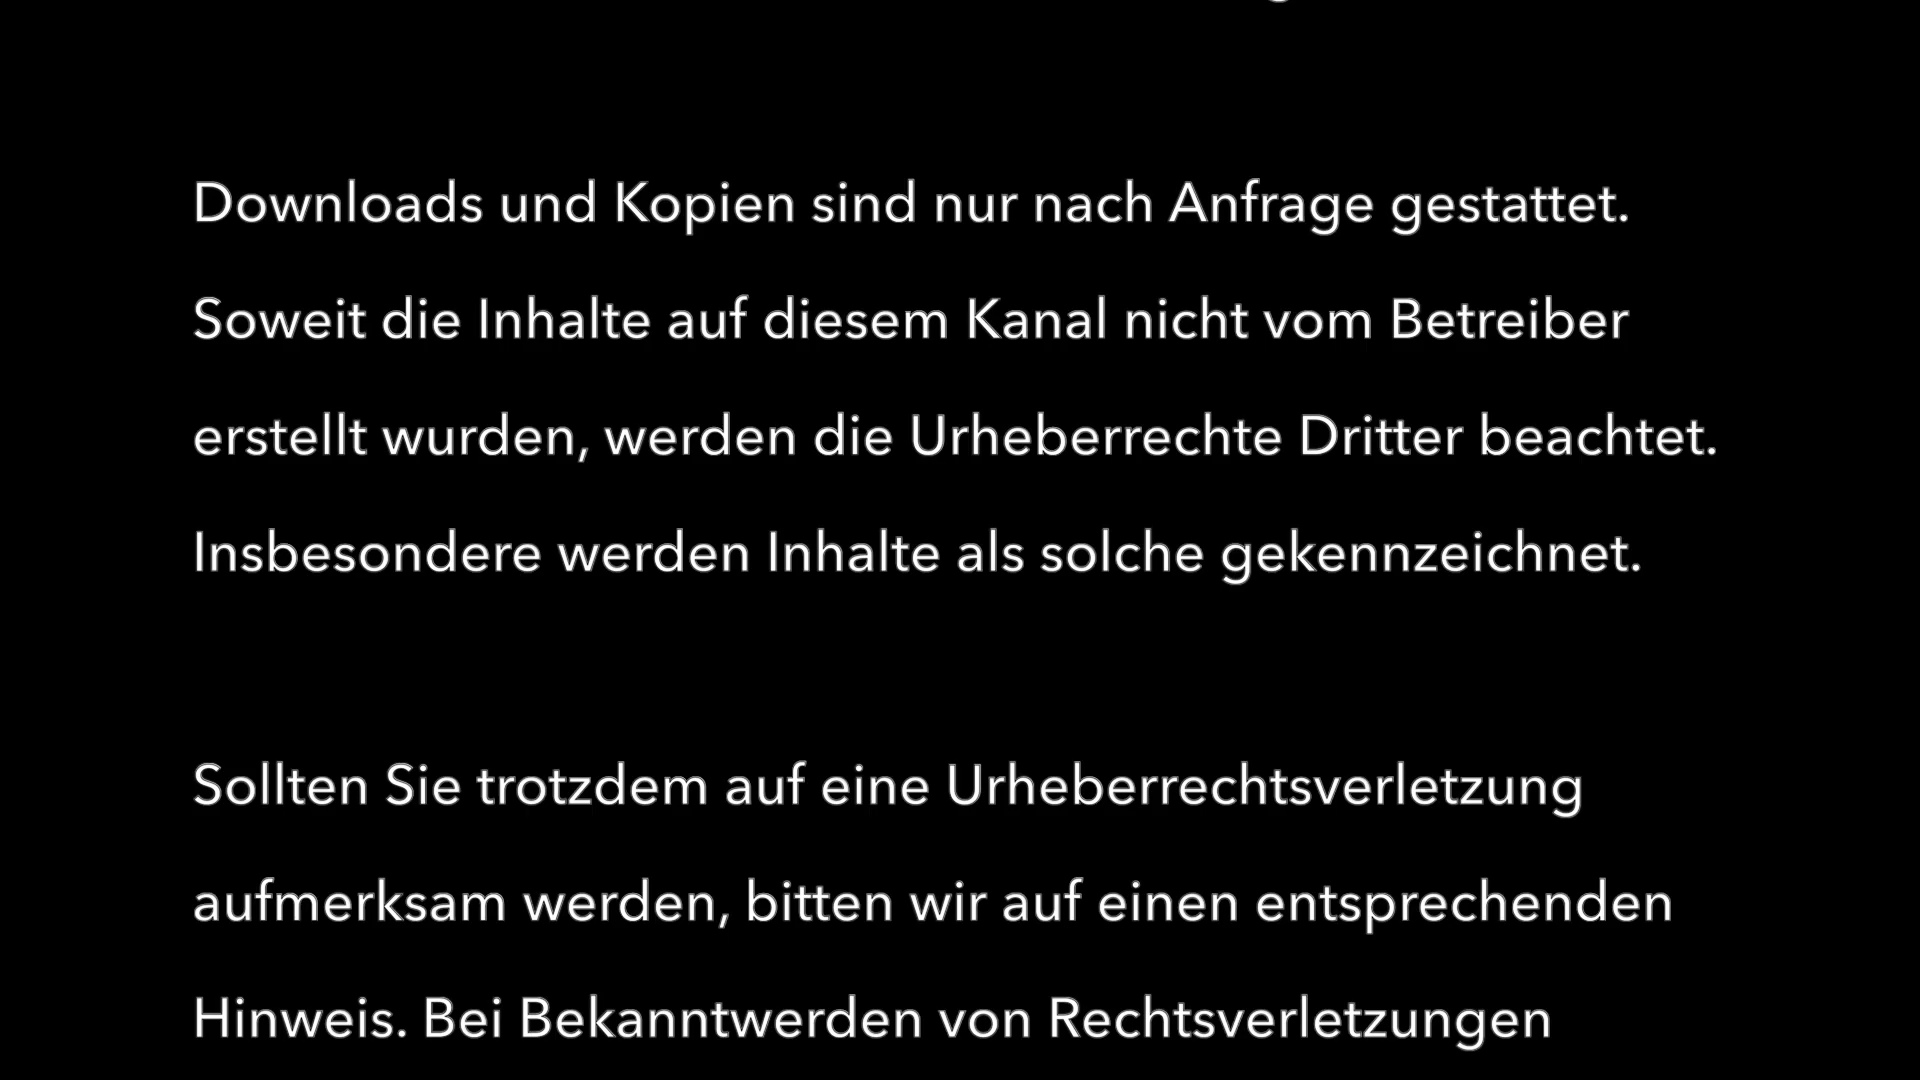 Downloads und Kopien sind nur nach Anfrage gestattet.
Soweit die Inhalte auf diesem Kanal nicht vom Betreiber
erstellt wurden, werden die Urheberrechte Dritter beachtet.
Insbesondere werden Inhalte als solche gekennzeichnet.
Sollten Sie trotzdem auf eine Urheberrechtsverletzung
aufmerksam werden, bitten wir auf einen entsprechenden
Hinweis. Bei Bekanntwerden von Rechtsverletzungen